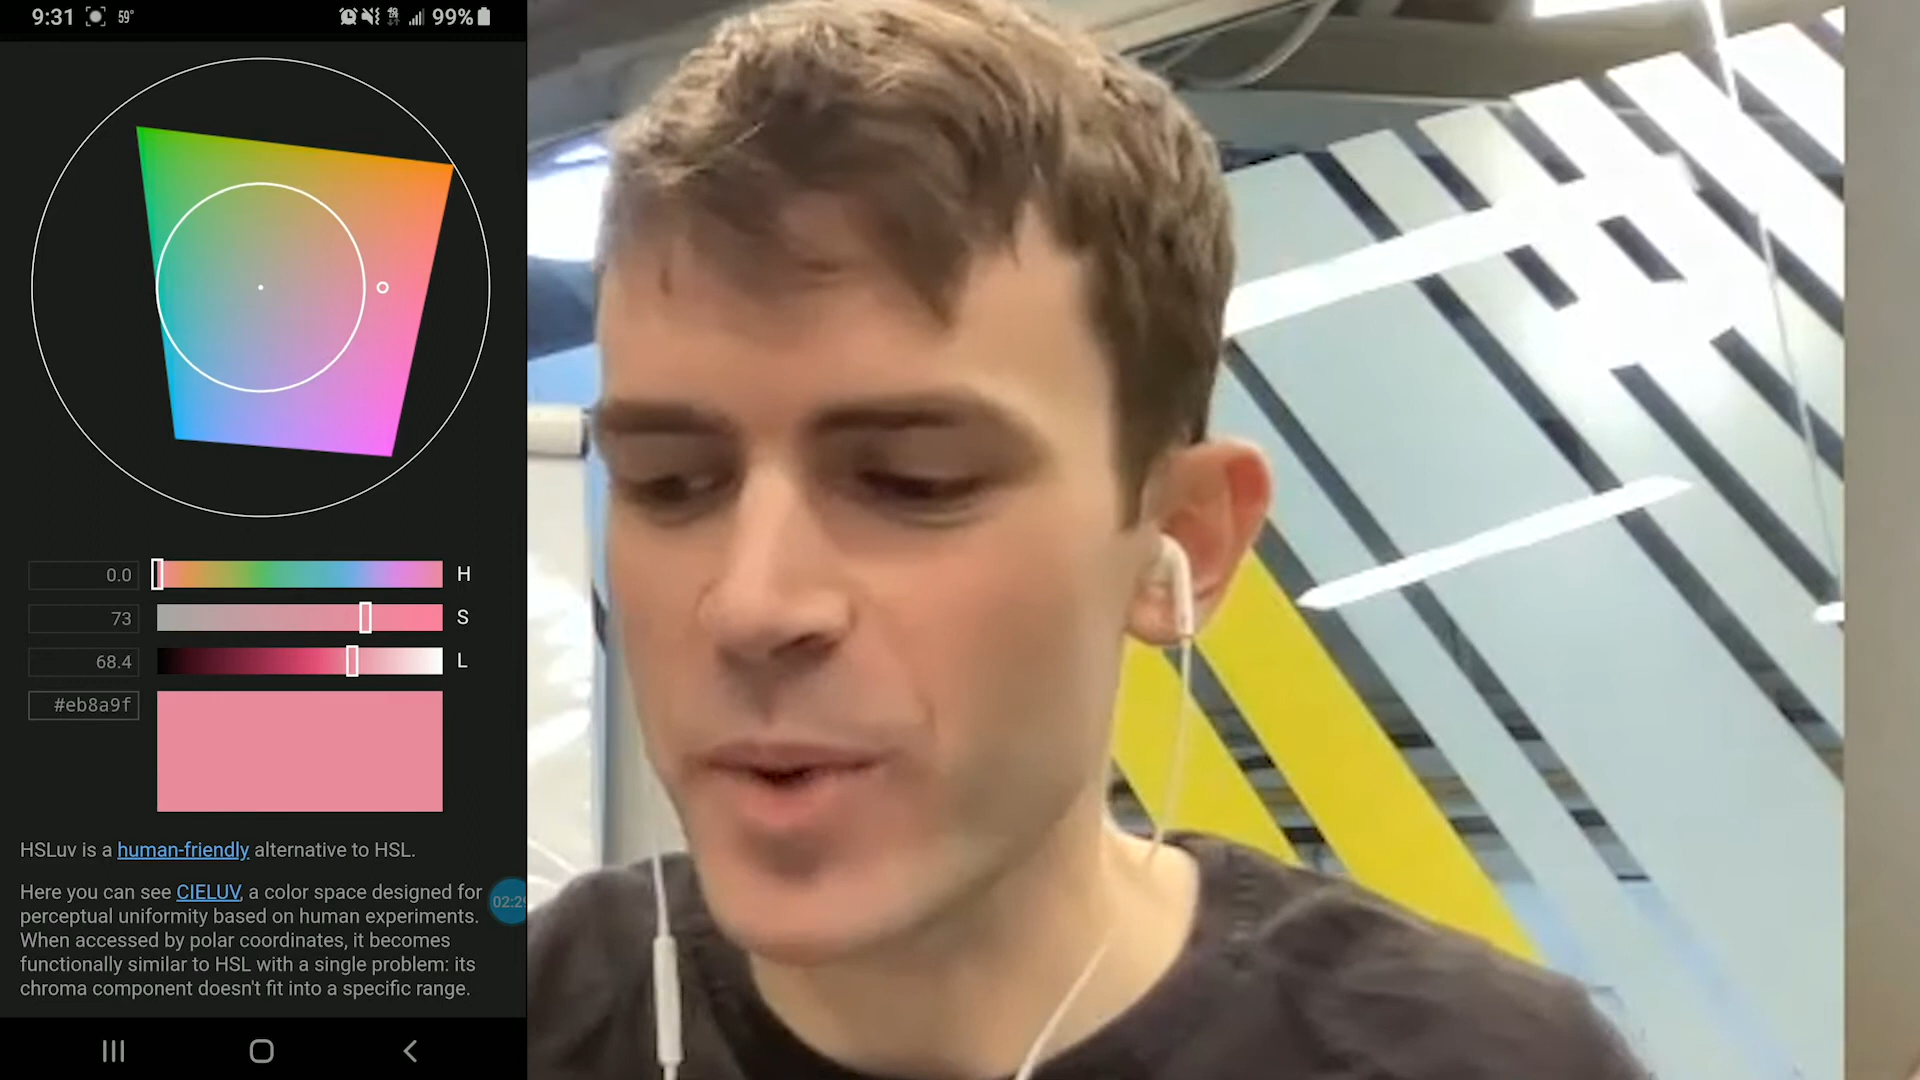 9:31 59° 99%
0.0 H
73 S
68.4 L
#eb8a9f
HSLuv is a human-friendly alternative to HSL.
Here you can see CIELUV, a color space designed for
perceptual uniformity based on human experiments.
When accessed by polar coordinates, it becomes
functionally similar to HSL with a single problem: its
chroma component doesn't fit into a specific range.